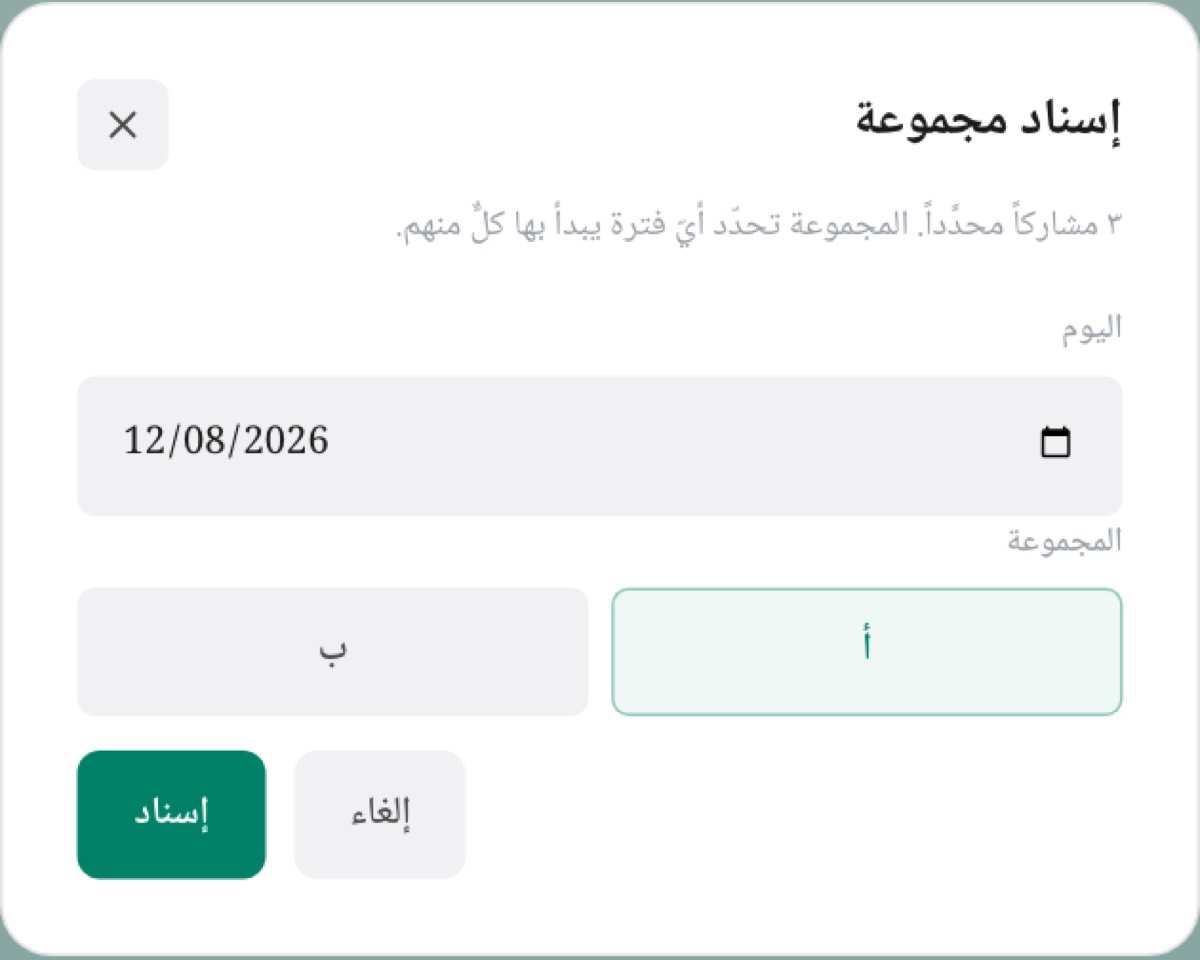 إسناد مجموعة
٣ مشاركاً محدَّداً. المجموعة تحدّد أيّ فترة يبدأ بها كلٌّ منهم.
اليوم
12/08/2026
المجموعة
أ
ب
إلغاء
إسناد